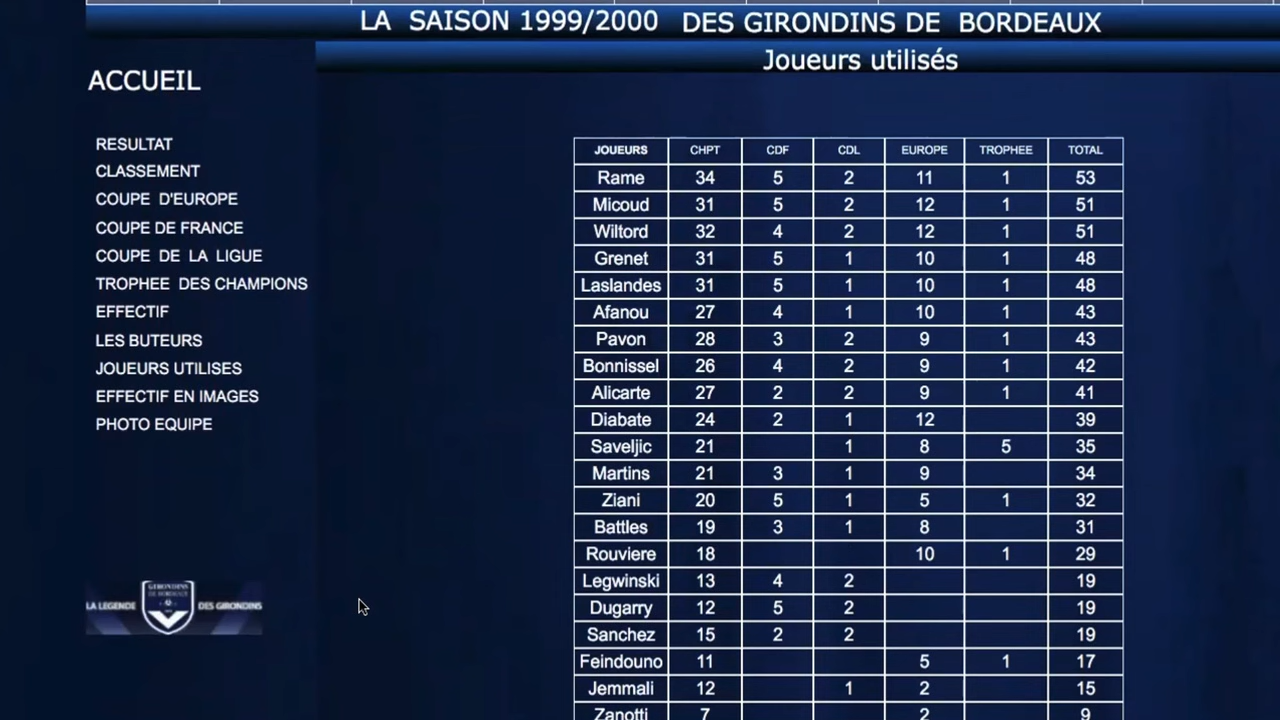 LA SAISON 1999/2000 DES GIRONDINS DE BORDEAUX
Joueurs utilisés
ACCUEIL
RESULTAT
CLASSEMENT
COUPE D'EUROPE
COUPE DE FRANCE
COUPE DE LA LIGUE
TROPHEE DES CHAMPIONS
EFFECTIF
LES BUTEURS
JOUEURS UTILISES
EFFECTIF EN IMAGES
PHOTO EQUIPE
GIRONDINS
DE BORDEAUX
LA LEGENDE DES GIRONDINS
JOUEURS CHPT CDF CDL EUROPE TROPHEE TOTAL
Rame 34 5 2 11 1 53
Micoud 31 5 2 12 1 51
Wiltord 32 4 2 12 1 51
Grenet 31 5 1 10 1 48
Laslandes 31 5 1 10 1 48
Afanou 27 4 1 10 1 43
Pavon 28 3 2 9 1 43
Bonnissel 26 4 2 9 1 42
Alicarte 27 2 2 9 1 41
Diabate 24 2 1 12 39
Saveljic 21 1 8 5 35
Martins 21 3 1 9 34
Ziani 20 5 1 5 1 32
Battles 19 3 1 8 31
Rouviere 18 10 1 29
Legwinski 13 4 2 19
Dugarry 12 5 2 19
Sanchez 15 2 2 19
Feindouno 11 5 1 17
Jemmali 12 1 2 15
Zanotti 7 2 9